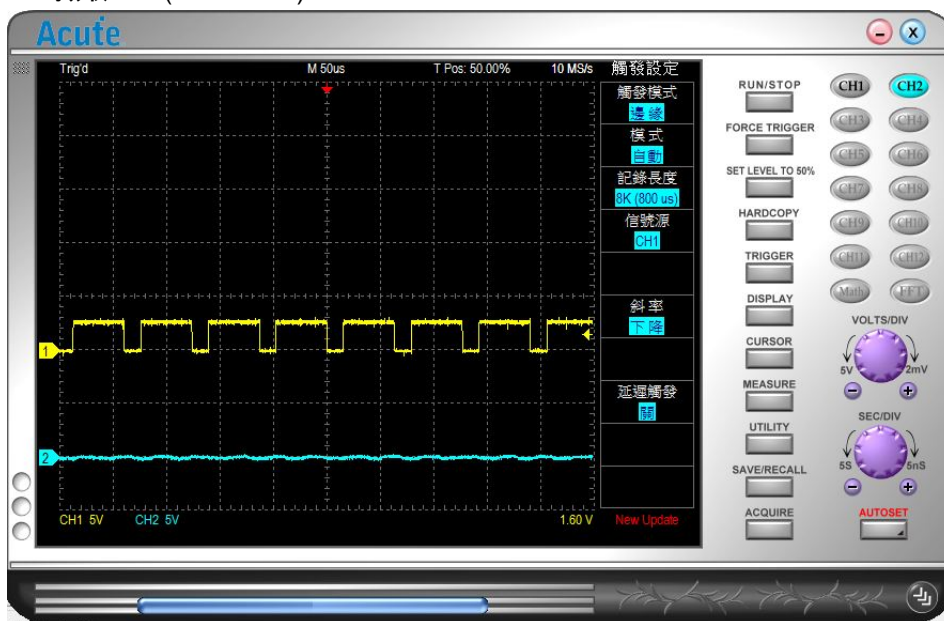 Acute
Trig'd M 50us T Pos: 50.00% 10 MS/s
觸發設定
觸發模式
邊緣
模式
自動
記錄長度
8K (800 us)
信號源
CH1
斜率
下降
延遲觸發
關
1
2
CH1 5V CH2 5V 1.60 V New Update
RUN/STOP
FORCE TRIGGER
SET LEVEL TO 50%
HARDCOPY
TRIGGER
DISPLAY
CURSOR
MEASURE
UTILITY
SAVE/RECALL
ACQUIRE
CH1 CH2
CH3 CH4
CH5 CH6
CH7 CH8
CH9 CH10
CH11 CH12
Math FFT
VOLTS/DIV
5V 2mV
SEC/DIV
5S 5nS
AUTOSET